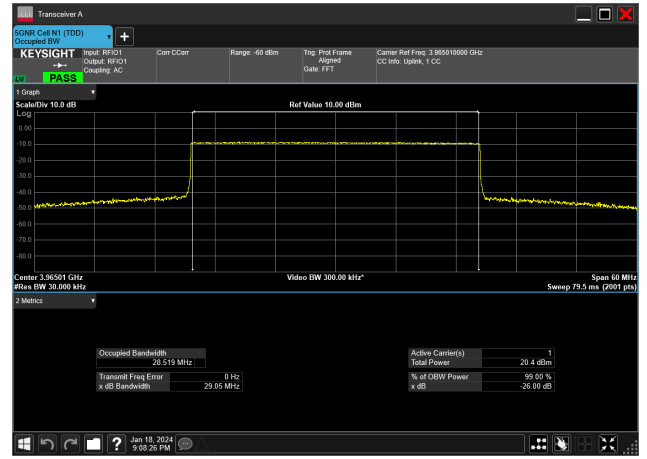 Transceiver A
5GNR Cell N1 (TDD)
Occupied BW
KEYSIGHT
Input: RFIO1
Output: RFIO1
Coupling: AC
Corr CCorr
Range: -60 dBm
Trig: Prot Frame
Aligned
Gate: FFT
Carrier Ref Freq: 3.965010000 GHz
CC Info: Uplink, 1 CC
PASS
1 Graph
Scale/Div 10.0 dB
Ref Value 10.00 dBm
Log
0.00
-10.0
-20.0
-30.0
-40.0
-50.0
-60.0
-70.0
-80.0
Center 3.96501 GHz
Video BW 300.00 kHz*
Span 60 MHz
#Res BW 30.000 kHz
Sweep 79.5 ms (2001 pts)
2 Metrics
Occupied Bandwidth
28.519 MHz
Transmit Freq Error 0 Hz
x dB Bandwidth 29.05 MHz
Active Carrier(s) 1
Total Power 20.4 dBm
% of OBW Power 99.00 %
x dB -26.00 dB
Jan 18, 2024
9:08:26 PM